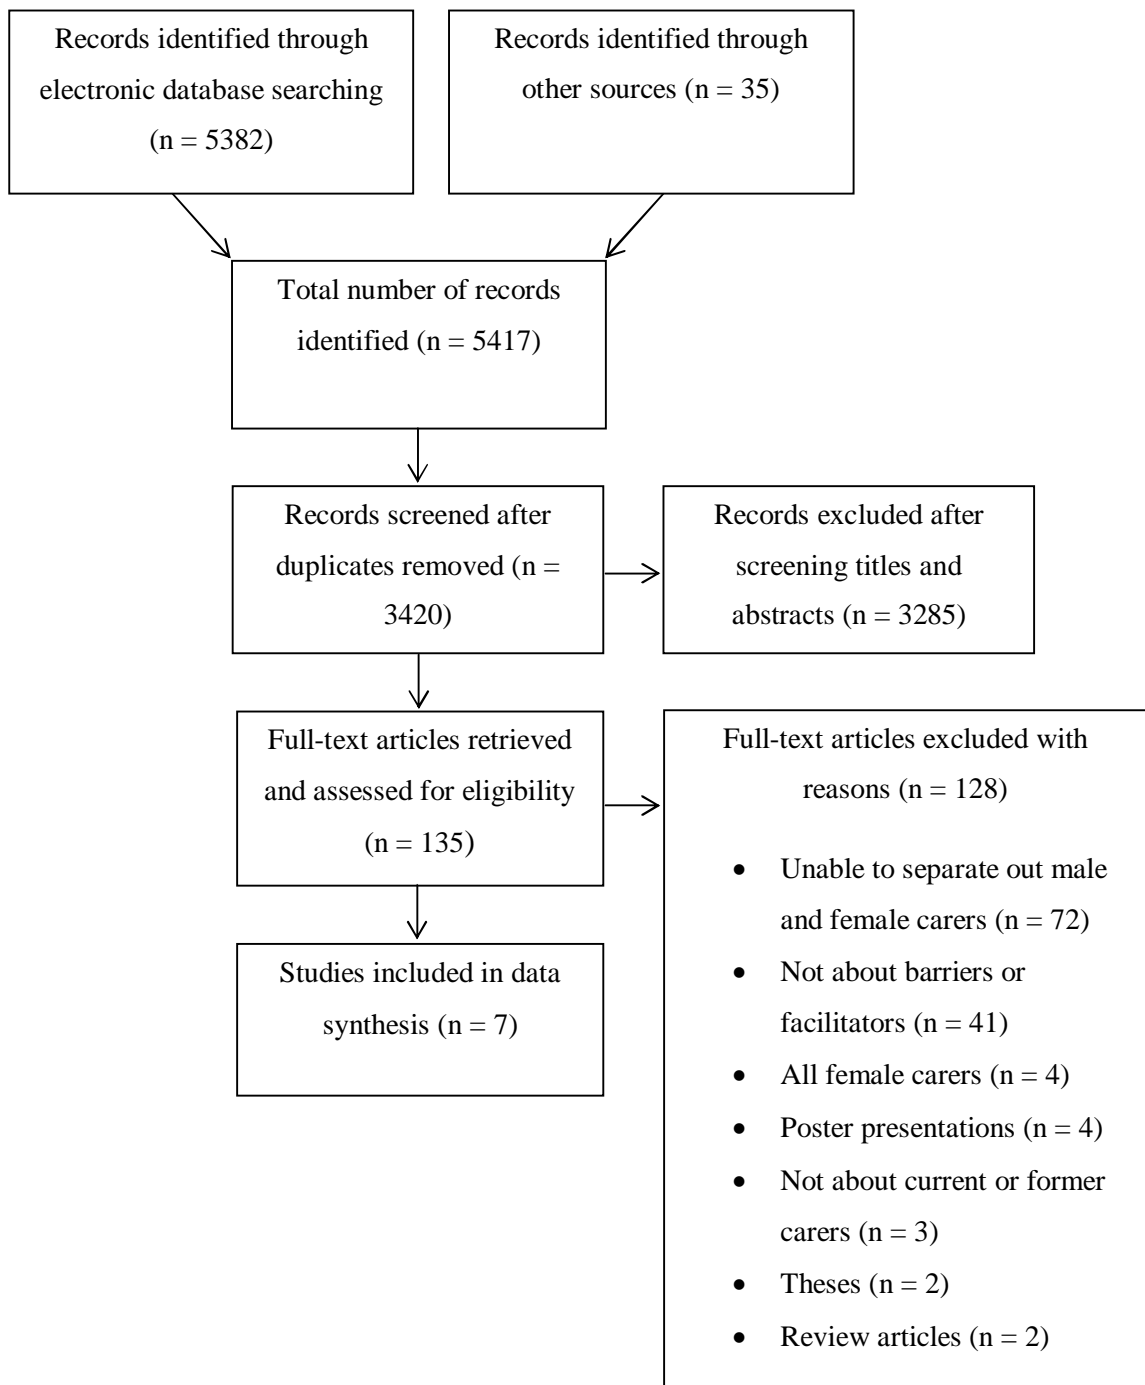 Records identified through
electronic database searching
(n = 5382)
Records identified through
other sources (n = 35)
Total number of records
identified (n = 5417)
Records screened after
duplicates removed (n =
3420)
Records excluded after
screening titles and
abstracts (n = 3285)
Full-text articles retrieved
and assessed for eligibility
(n = 135)
Full-text articles excluded with
reasons (n = 128)
• Unable to separate out male
and female carers (n = 72)
• Not about barriers or
facilitators (n = 41)
• All female carers (n = 4)
• Poster presentations (n = 4)
• Not about current or former
carers (n = 3)
• Theses (n = 2)
• Review articles (n = 2)
Studies included in data
synthesis (n = 7)